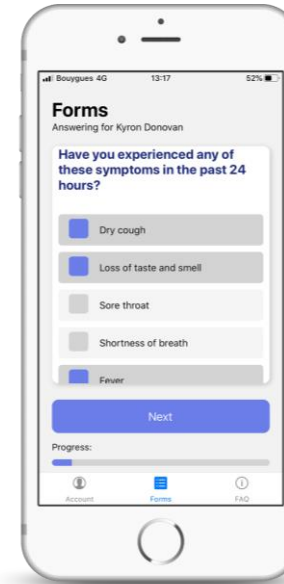 Bouygues 4G 13:17 52%
Forms
Answering for Kyron Donovan
Have you experienced any of
these symptoms in the past 24
hours?
Dry cough
Loss of taste and smell
Sore throat
Shortness of breath
Fever
Next
Progress:
Account Forms FAQ